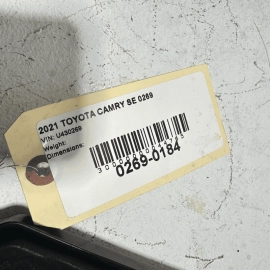 2021 TOYOTA CAMRY SE 0269
VIN: U430269
Weight:
Dimensions:
0269-0184